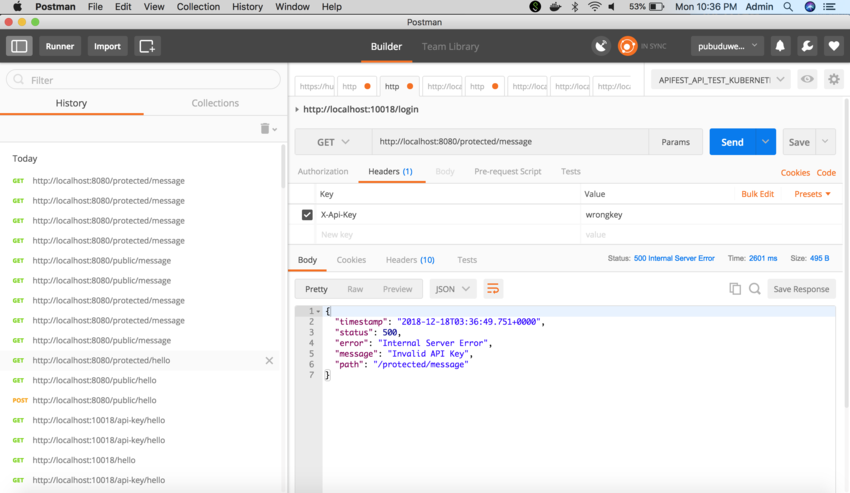 Postman File Edit View Collection History Window Help 53% Mon 10:36 PM Admin
Postman
Runner Import Builder Team Library IN SYNC pubuduwe...
Filter
History Collections
Today
GET http://localhost:8080/protected/message
GET http://localhost:8080/public/message
GET http://localhost:8080/public/message
GET http://localhost:8080/protected/message
GET http://localhost:8080/public/message
GET http://localhost:8080/public/message
GET http://localhost:8080/protected/message
GET http://localhost:8080/protected/message
GET http://localhost:8080/public/message
GET http://localhost:8080/protected/hello
GET http://localhost:8080/public/hello
POST http://localhost:8080/public/hello
GET http://localhost:10018/api-key/hello
GET http://localhost:10018/api-key/hello
GET http://localhost:10018/hello
GET http://localhost:10018/api-key/hello
https://hu http http http://loca http http://loca http://loca http://loca
APIFEST_API_TEST_KUBERNET
http://localhost:10018/login
GET http://localhost:8080/protected/message Params Send Save
Authorization Headers (1) Body Pre-request Script Tests Cookies Code
Key Value Bulk Edit Presets
X-Api-Key wrongkey
New key value
Body Cookies Headers (10) Tests Status: 500 Internal Server Error Time: 2601 ms Size: 495 B
Pretty Raw Preview JSON Save Response
1 {
2 "timestamp": "2018-12-18T03:36:49.751+0000",
3 "status": 500,
4 "error": "Internal Server Error",
5 "message": "Invalid API Key",
6 "path": "/protected/message"
7 }